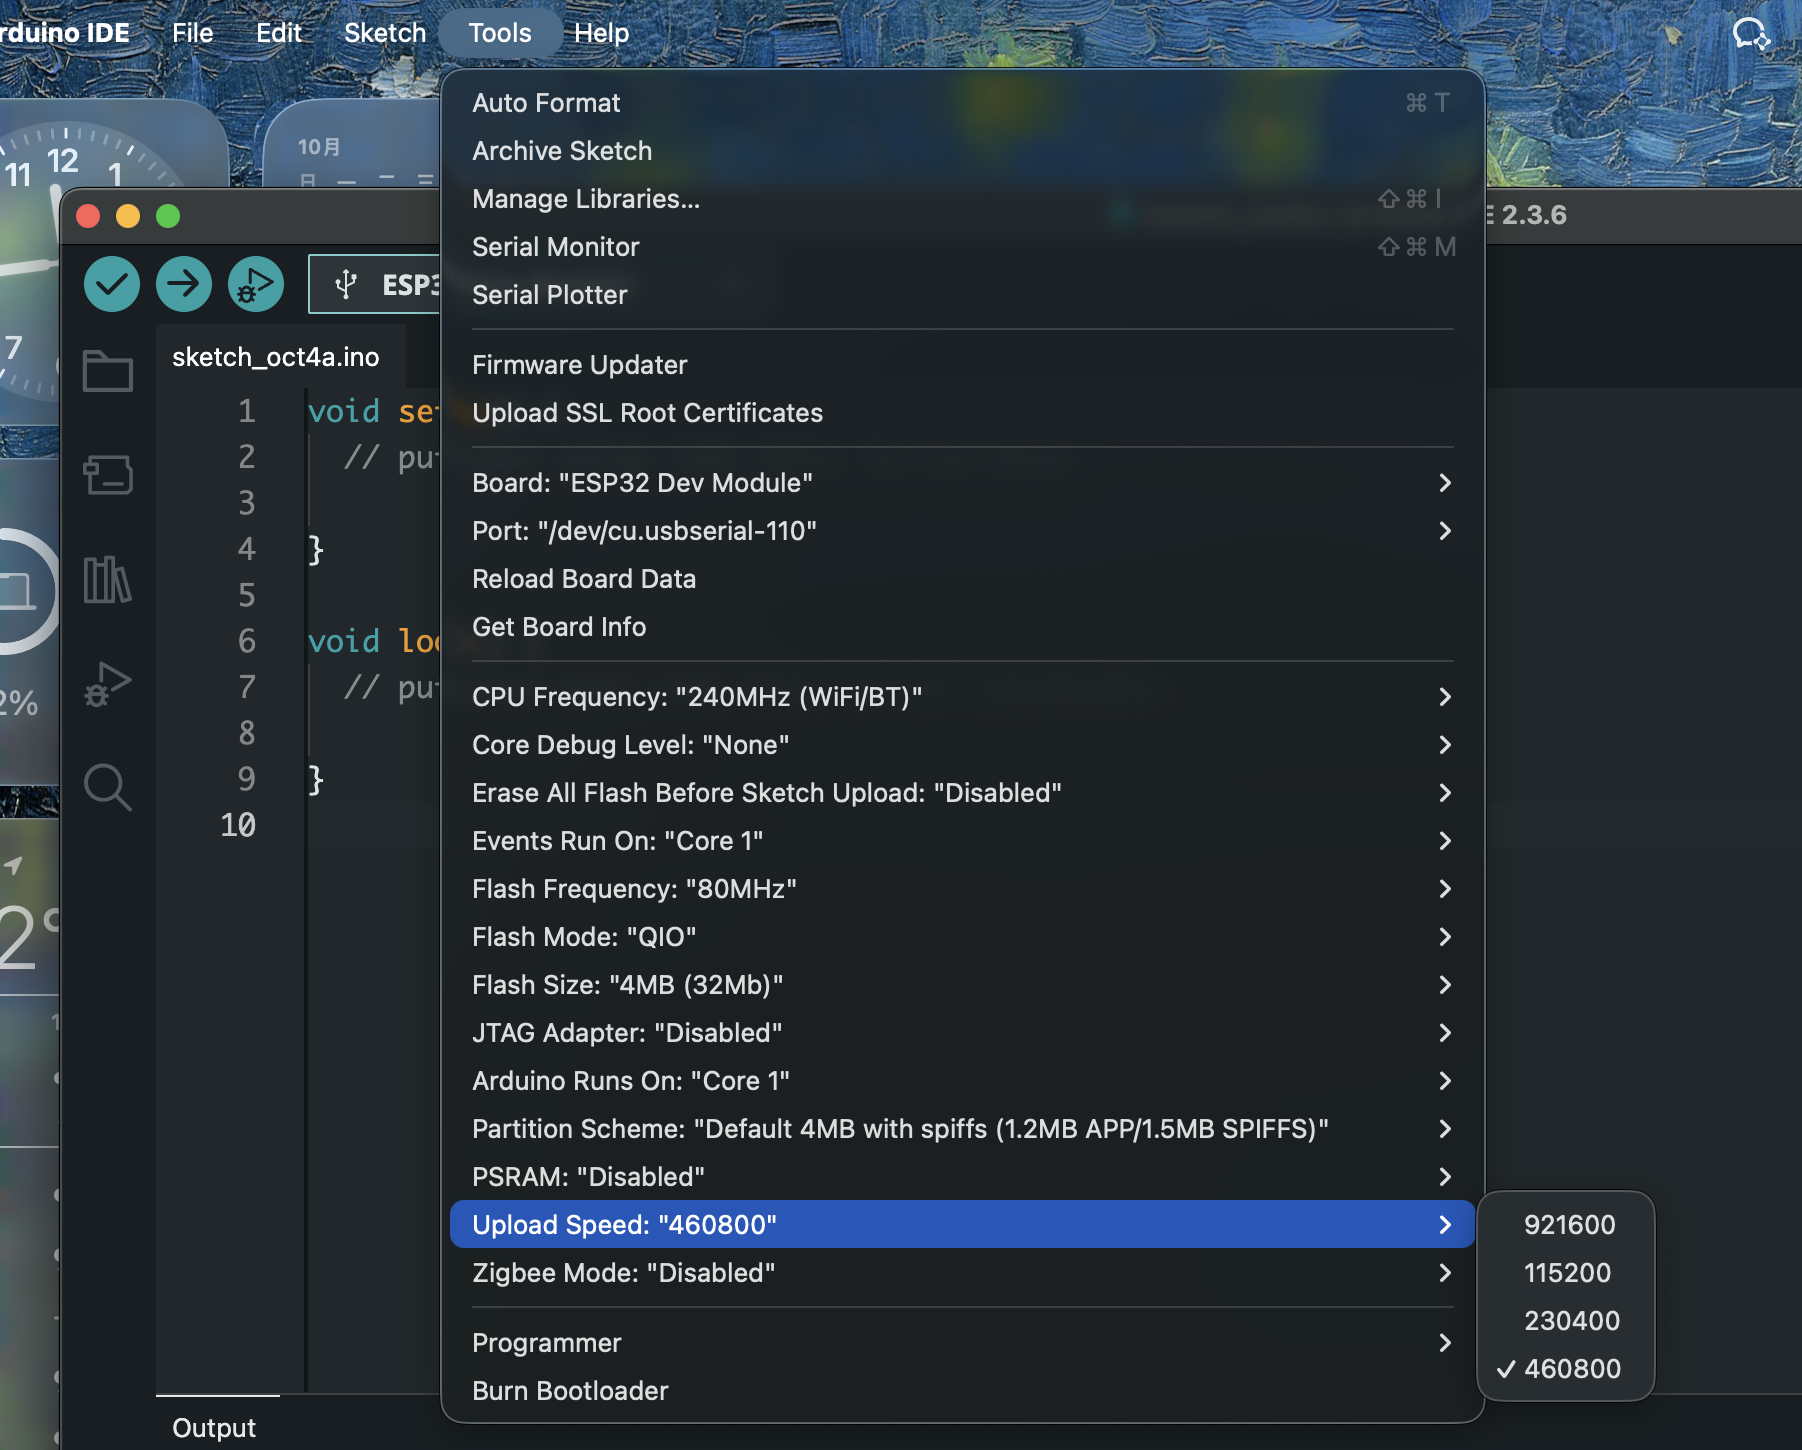 rduino IDE File Edit Sketch Tools Help
Auto Format ⌘ T
Archive Sketch
Manage Libraries... ⇧ ⌘ I
Serial Monitor ⇧ ⌘ M
Serial Plotter
Firmware Updater
Upload SSL Root Certificates
Board: "ESP32 Dev Module"
Port: "/dev/cu.usbserial-110"
Reload Board Data
Get Board Info
CPU Frequency: "240MHz (WiFi/BT)"
Core Debug Level: "None"
Erase All Flash Before Sketch Upload: "Disabled"
Events Run On: "Core 1"
Flash Frequency: "80MHz"
Flash Mode: "QIO"
Flash Size: "4MB (32Mb)"
JTAG Adapter: "Disabled"
Arduino Runs On: "Core 1"
Partition Scheme: "Default 4MB with spiffs (1.2MB APP/1.5MB SPIFFS)"
PSRAM: "Disabled"
Upload Speed: "460800"
Zigbee Mode: "Disabled"
Programmer
Burn Bootloader
921600
115200
230400
✓ 460800
E 2.3.6
ESP3
sketch_oct4a.ino
1 void se
2 // pu
3
4 }
5
6 void lo
7 // pu
8
9 }
10
Output
11 12 1
7
10月
日 一 二 三
2%
2°